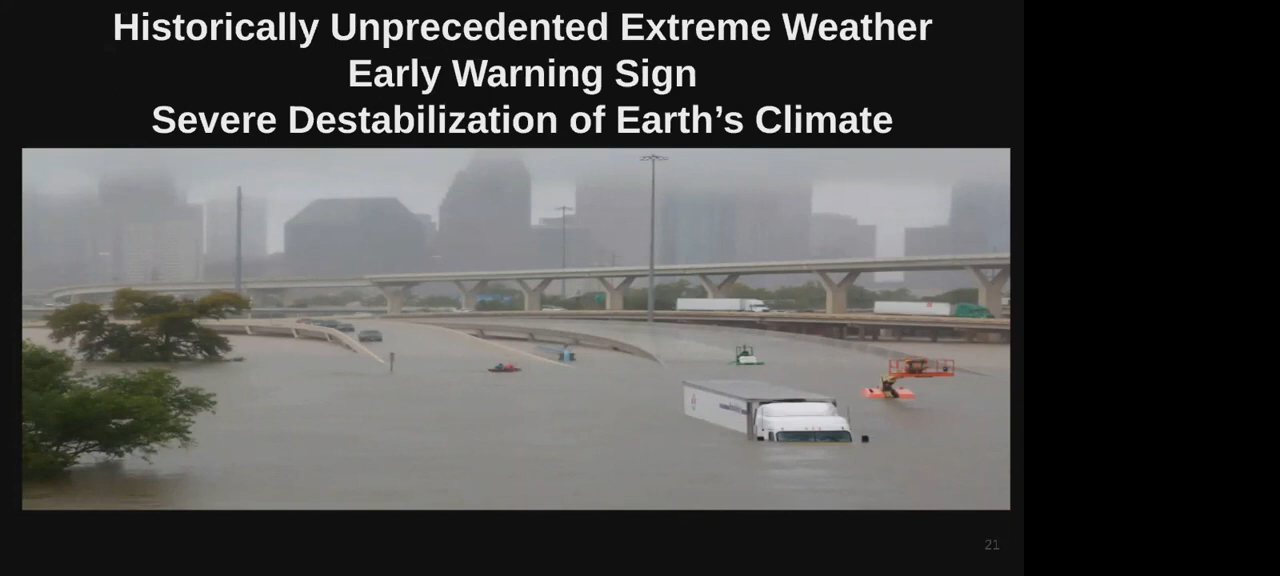 Historically Unprecedented Extreme Weather
Early Warning Sign
Severe Destabilization of Earth’s Climate
21